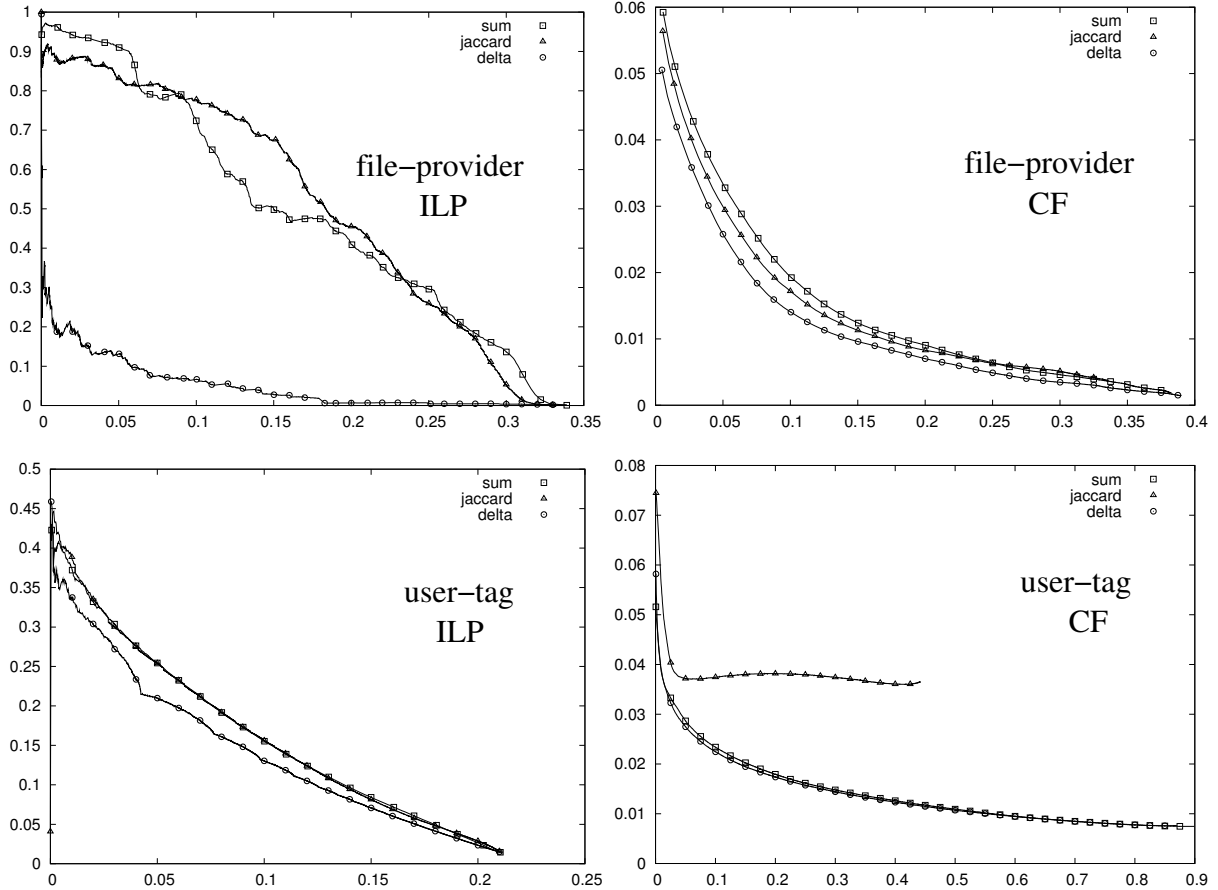 1
0.9
0.8
0.7
0.6
0.5
0.4
0.3
0.2
0.1
0
0 0.05 0.1 0.15 0.2 0.25 0.3 0.35
sum
jaccard
delta
file−provider
ILP
0.06
0.05
0.04
0.03
0.02
0.01
0
0 0.05 0.1 0.15 0.2 0.25 0.3 0.35 0.4
sum
jaccard
delta
file−provider
CF
0.5
0.45
0.4
0.35
0.3
0.25
0.2
0.15
0.1
0.05
0
0 0.05 0.1 0.15 0.2 0.25
sum
jaccard
delta
user−tag
ILP
0.08
0.07
0.06
0.05
0.04
0.03
0.02
0.01
0
0 0.1 0.2 0.3 0.4 0.5 0.6 0.7 0.8 0.9
sum
jaccard
delta
user−tag
CF